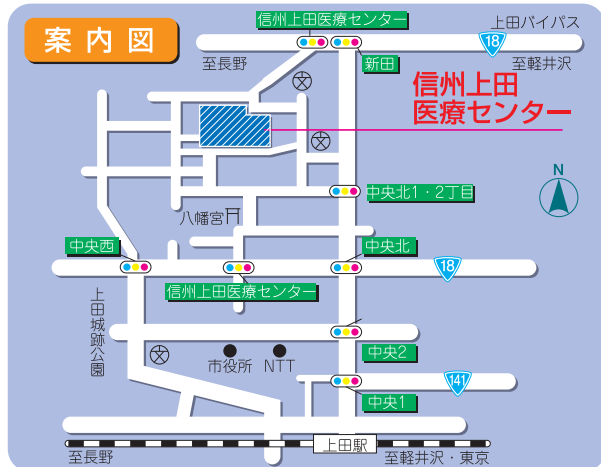 案内図
信州上田医療センター
上田バイパス
18
至長野
新田
至軽井沢
信州上田
医療センター
文
文
N
中央北1・2丁目
八幡宮
中央西
中央北
18
信州上田医療センター
上田城跡公園
文
市役所
NTT
中央2
141
中央1
上田駅
至長野
至軽井沢・東京